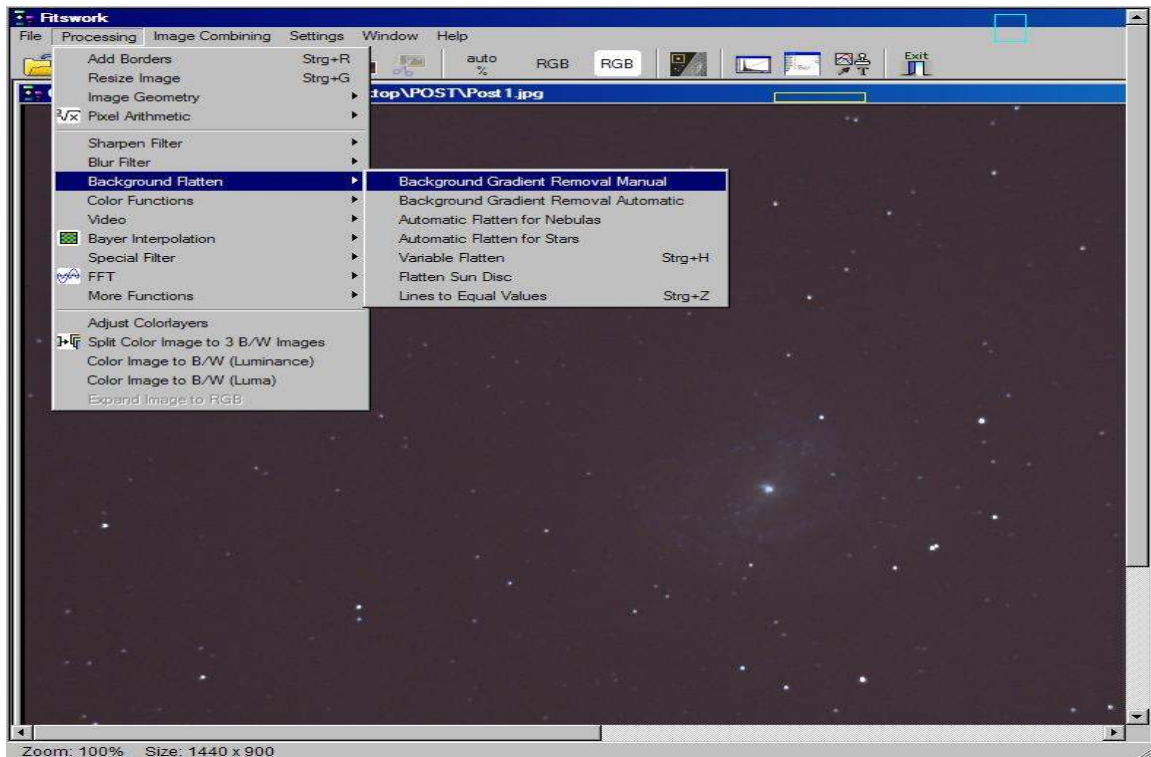 Fitswork
File Processing Image Combining Settings Window Help
auto % RGB RGB Exit
top\POST\Post 1.jpg
Add Borders Strg+R
Resize Image Strg+G
Image Geometry
Pixel Arithmetic
Sharpen Filter
Blur Filter
Background Flatten
Color Functions
Video
Bayer Interpolation
Special Filter
FFT
More Functions
Adjust Colorlayers
Split Color Image to 3 B/W Images
Color Image to B/W (Luminance)
Color Image to B/W (Luma)
Expand Image to RGB
Background Gradient Removal Manual
Background Gradient Removal Automatic
Automatic Flatten for Nebulas
Automatic Flatten for Stars
Variable Flatten Strg+H
Flatten Sun Disc
Lines to Equal Values Strg+Z
Zoom: 100% Size: 1440 x 900